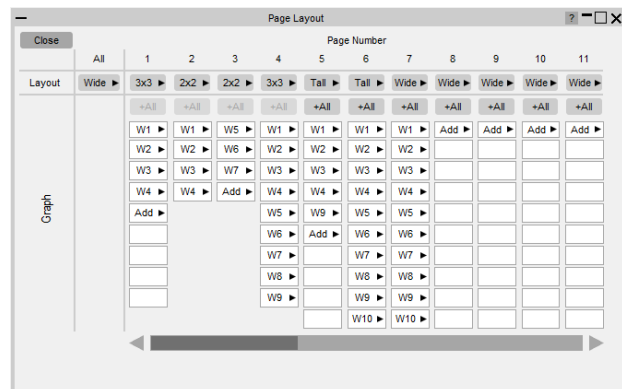 Page Layout ?
Close Page Number
All 1 2 3 4 5 6 7 8 9 10 11
Layout Wide 3x3 2x2 2x2 3x3 Tall Tall Wide Wide Wide Wide Wide
+All +All +All +All +All +All +All +All +All +All +All
W1 W1 W5 W1 W1 W1 W1 Add Add Add Add
W2 W2 W6 W2 W2 W2 W2
W3 W3 W7 W3 W3 W3 W3
W4 W4 Add W4 W4 W4 W4
Graph
Add W5 W9 W5 W5
W6 Add W6 W6
W7 W7 W7
W8 W8 W8
W9 W9 W9
W10 W10